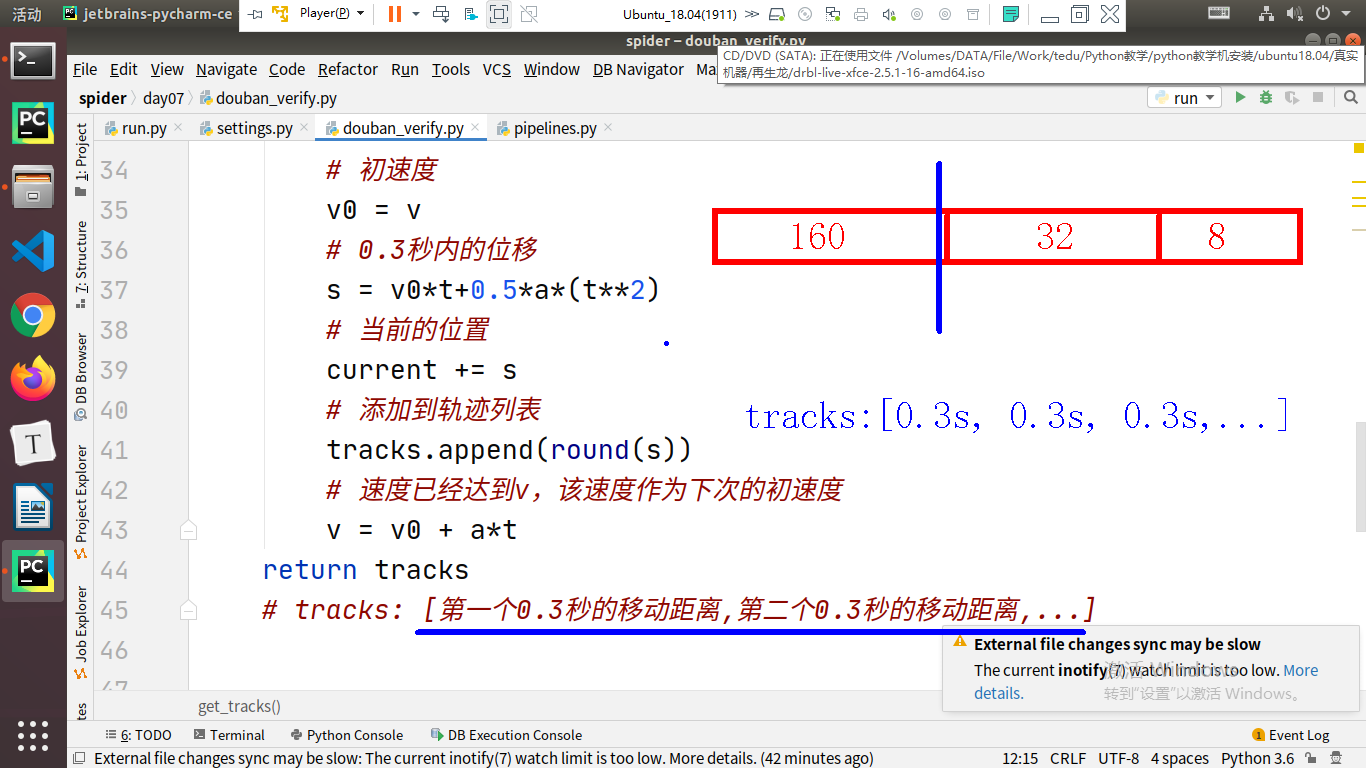 活动
jetbrains-pycharm-ce
Player(P)
Ubuntu_18.04(1911)
spider – douban_verify.py
CD/DVD (SATA): 正在使用文件 /Volumes/DATA/File/Work/tedu/Python教学/python教学机安装/ubuntu18.04/真实
机器/再生龙/drbl-live-xfce-2.5.1-16-amd64.iso
File Edit View Navigate Code Refactor Run Tools VCS Window DB Navigator Ma
spider day07 douban_verify.py
run
run.py
settings.py
douban_verify.py
pipelines.py
1: Project
7: Structure
DB Browser
Project Explorer
Job Explorer
tes
34 # 初速度
35 v0 = v
36 # 0.3秒内的位移
37 s = v0*t+0.5*a*(t**2)
38 # 当前的位置
39 current += s
40 # 添加到轨迹列表
41 tracks.append(round(s))
42 # 速度已经达到v，该速度作为下次的初速度
43 v = v0 + a*t
44 return tracks
45 # tracks: [第一个0.3秒的移动距离,第二个0.3秒的移动距离,...]
46
47
160 32 8
tracks:[0.3s, 0.3s, 0.3s,...]
External file changes sync may be slow
The current inotify(7) watch limit is too low. More
details.
激活 Windows
转到"设置"以激活 Windows。
get_tracks()
6: TODO
Terminal
Python Console
DB Execution Console
1 Event Log
External file changes sync may be slow: The current inotify(7) watch limit is too low. More details. (42 minutes ago)
12:15 CRLF UTF-8 4 spaces Python 3.6